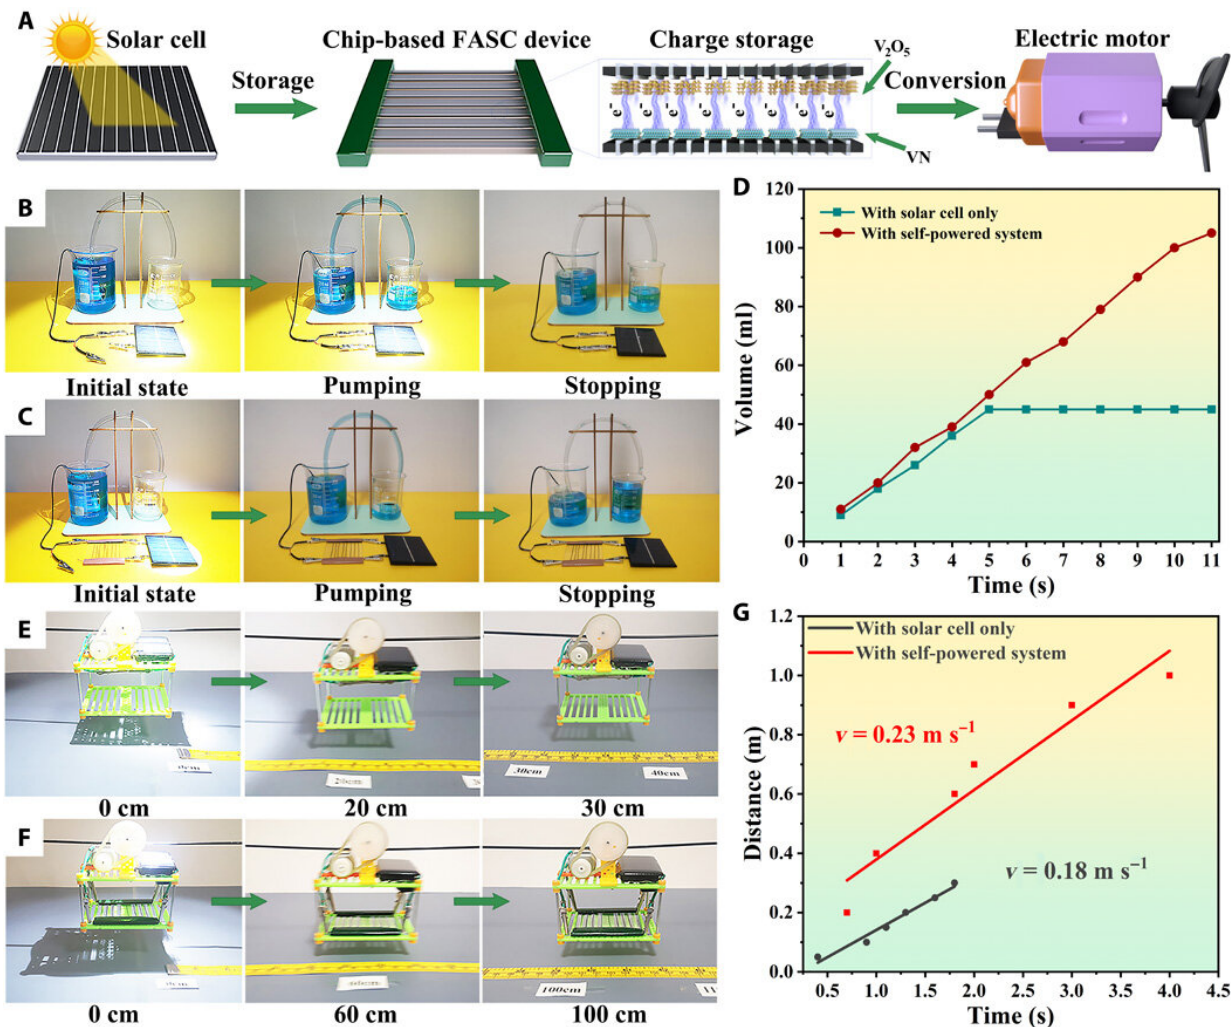 A
Solar cell
Storage
Chip-based FASC device
Charge storage
V₂O₅
e⁻ e⁻ e⁻ e⁻ e⁻ e⁻ e⁻
VN
Conversion
Electric motor
B
Initial state
Pumping
Stopping
C
Initial state
Pumping
Stopping
D
120
100
80
60
40
20
0
Volume (ml)
With solar cell only
With self-powered system
0 1 2 3 4 5 6 7 8 9 10 11
Time (s)
E
30cm
40cm
0 cm
20 cm
30 cm
F
100cm
0 cm
60 cm
100 cm
G
1.2
1.0
0.8
0.6
0.4
0.2
0.0
Distance (m)
With solar cell only
With self-powered system
v = 0.23 m s⁻¹
v = 0.18 m s⁻¹
0.5 1.0 1.5 2.0 2.5 3.0 3.5 4.0 4.5
Time (s)